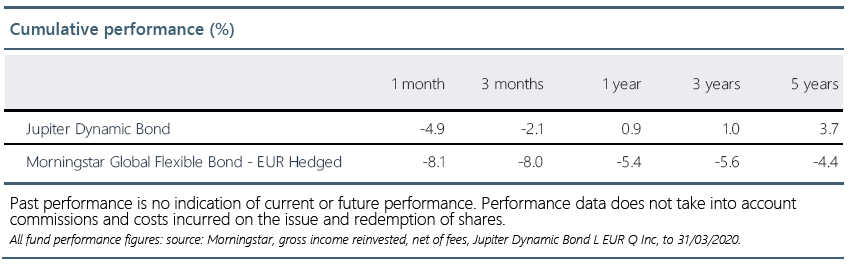 Cumulative performance (%)
1 month 3 months 1 year 3 years 5 years
Jupiter Dynamic Bond -4.9 -2.1 0.9 1.0 3.7
Morningstar Global Flexible Bond - EUR Hedged -8.1 -8.0 -5.4 -5.6 -4.4
Past performance is no indication of current or future performance. Performance data does not take into account
commissions and costs incurred on the issue and redemption of shares.
All fund performance figures: source: Morningstar, gross income reinvested, net of fees, Jupiter Dynamic Bond L EUR Q Inc, to 31/03/2020.